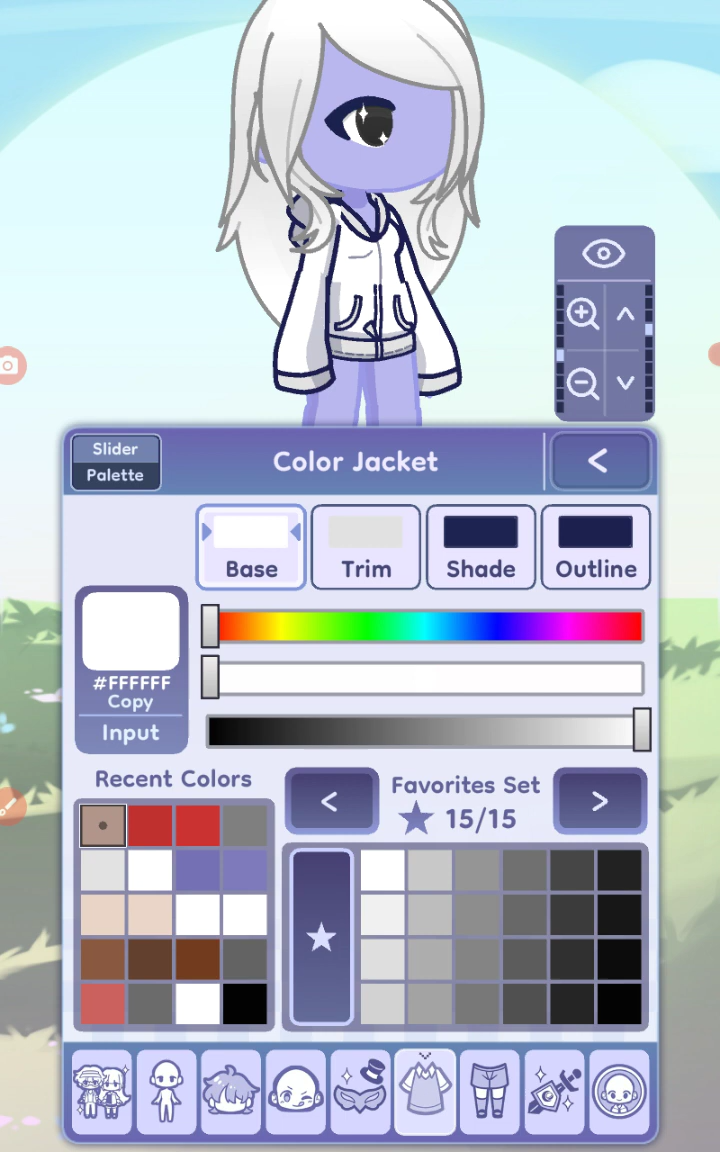 Slider
Palette
Color Jacket
<
Base
Trim
Shade
Outline
#FFFFFF
Copy
Input
Recent Colors
<
Favorites Set
15/15
>